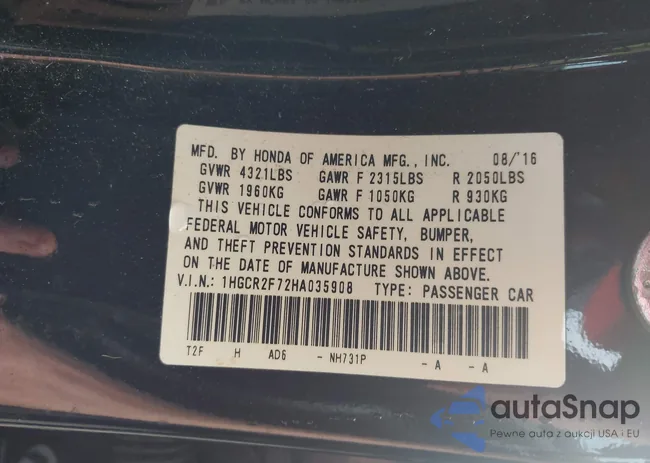 MFD. BY HONDA OF AMERICA MFG., INC. 08/'16
GVWR 4321LBS GAWR F 2315LBS R 2050LBS
GVWR 1960KG GAWR F 1050KG R 930KG
THIS VEHICLE CONFORMS TO ALL APPLICABLE
FEDERAL MOTOR VEHICLE SAFETY, BUMPER,
AND THEFT PREVENTION STANDARDS IN EFFECT
ON THE DATE OF MANUFACTURE SHOWN ABOVE.
V.I.N.: 1HGCR2F72HA035908 TYPE: PASSENGER CAR
T2F H AD6 - NH731P - A - A
autaSnap
Pewne auta z aukcji USA i EU